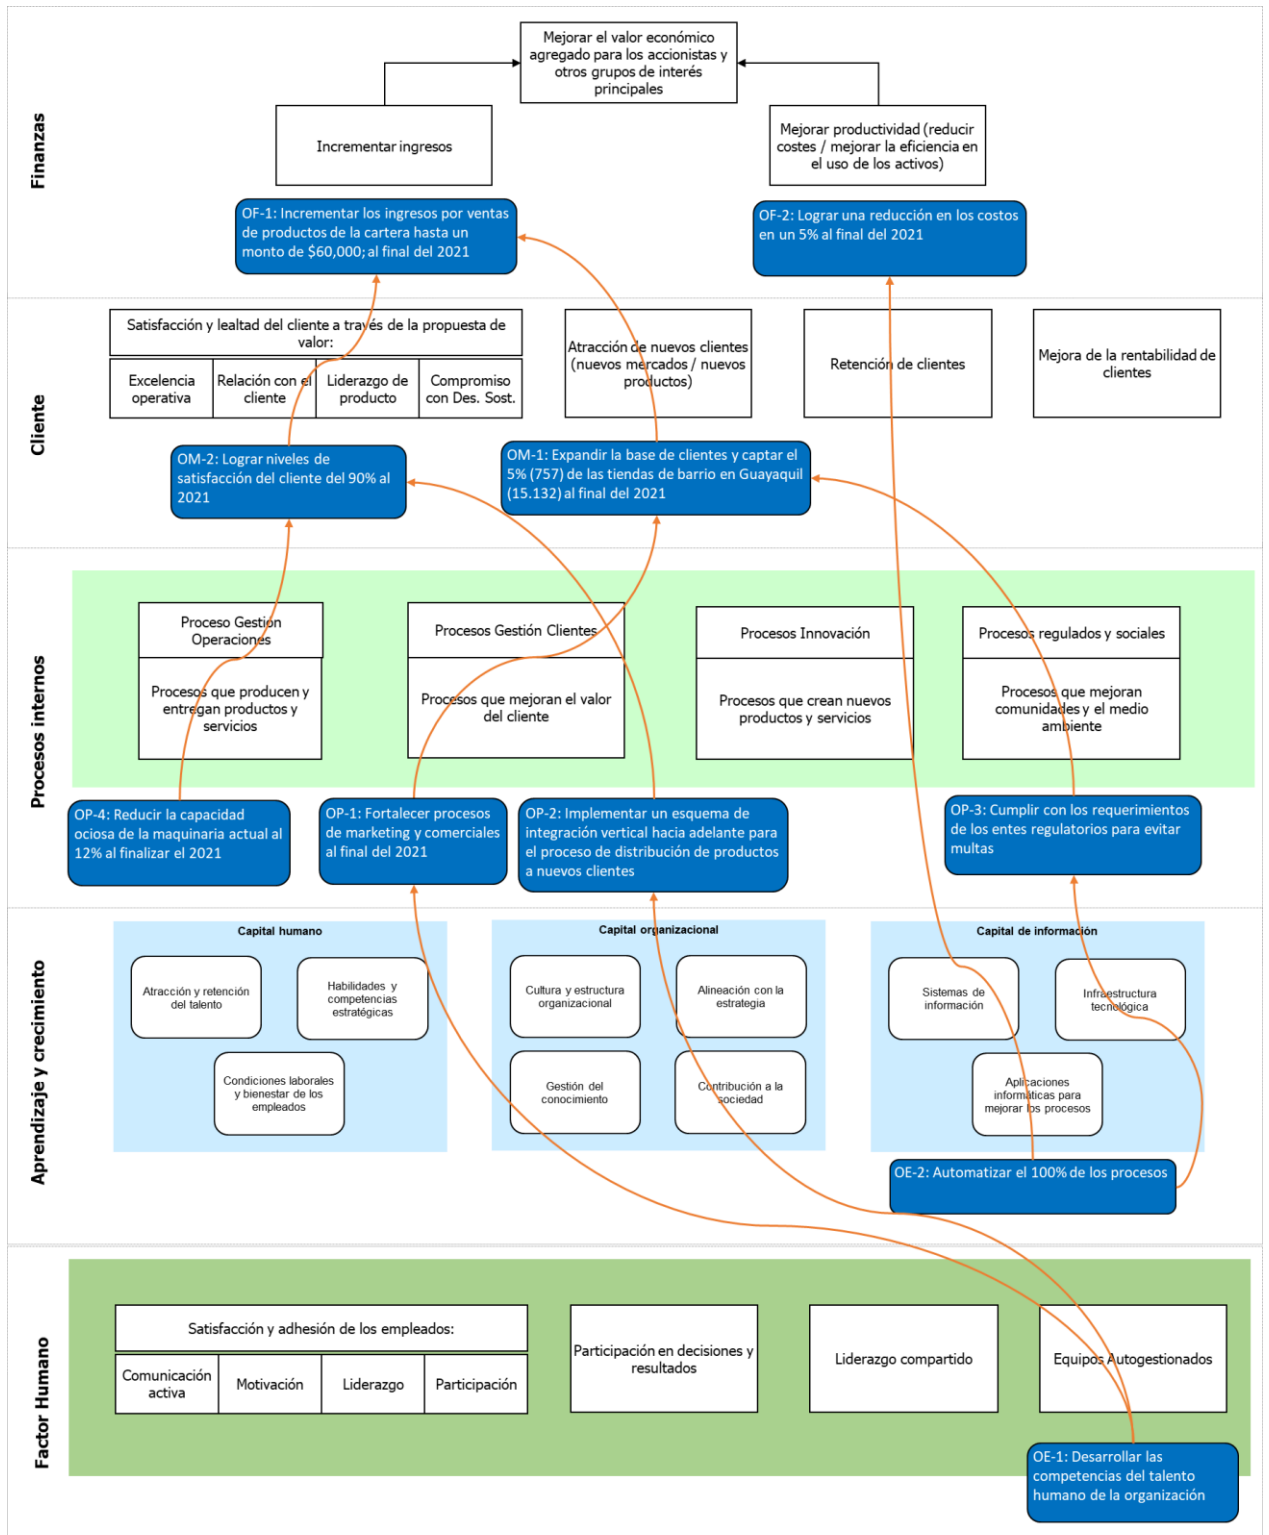 Finanzas
Mejorar el valor económico
agregado para los accionistas y
otros grupos de interés
principales
Incrementar ingresos
Mejorar productividad (reducir
costes / mejorar la eficiencia en
el uso de los activos)
OF-1: Incrementar los ingresos por ventas
de productos de la cartera hasta un
monto de $60,000; al final del 2021
OF-2: Lograr una reducción en los costos
en un 5% al final del 2021
Cliente
Satisfacción y lealtad del cliente a través de la propuesta de
valor:
Excelencia
operativa
Relación con el
cliente
Liderazgo de
producto
Compromiso
con Des. Sost.
Atracción de nuevos clientes
(nuevos mercados / nuevos
productos)
Retención de clientes
Mejora de la rentabilidad de
clientes
OM-2: Lograr niveles de
satisfacción del cliente del 90% al
2021
OM-1: Expandir la base de clientes y captar el
5% (757) de las tiendas de barrio en Guayaquil
(15.132) al final del 2021
Procesos internos
Proceso Gestión
Operaciones
Procesos que producen y
entregan productos y
servicios
Procesos Gestión Clientes
Procesos que mejoran el valor
del cliente
Procesos Innovación
Procesos que crean nuevos
productos y servicios
Procesos regulados y sociales
Procesos que mejoran
comunidades y el medio
ambiente
OP-4: Reducir la capacidad
ociosa de la maquinaria actual al
12% al finalizar el 2021
OP-1: Fortalecer procesos
de marketing y comerciales
al final del 2021
OP-2: Implementar un esquema de
integración vertical hacia adelante para
el proceso de distribución de productos
a nuevos clientes
OP-3: Cumplir con los requerimientos
de los entes regulatorios para evitar
multas
Aprendizaje y crecimiento
Capital humano
Atracción y retención
del talento
Habilidades y
competencias
estratégicas
Condiciones laborales
y bienestar de los
empleados
Capital organizacional
Cultura y estructura
organizacional
Alineación con la
estrategia
Gestión del
conocimiento
Contribución a la
sociedad
Capital de información
Sistemas de
información
Infraestructura
tecnológica
Aplicaciones
informáticas para
mejorar los procesos
OE-2: Automatizar el 100% de los procesos
Factor Humano
Satisfacción y adhesión de los empleados:
Comunicación
activa
Motivación
Liderazgo
Participación
Participación en decisiones y
resultados
Liderazgo compartido
Equipos Autogestionados
OE-1: Desarrollar las
competencias del talento
humano de la organización